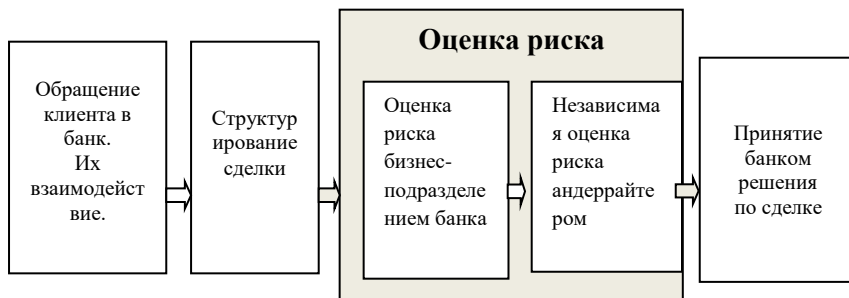 Обращение
клиента в
банк.
Их
взаимодейст
вие.
Структур
ирование
сделки
Оценка риска
Оценка
риска
бизнес-
подразделе
нием банка
Независима
я оценка
риска
андеррайте
ром
Принятие
банком
решения
по сделке